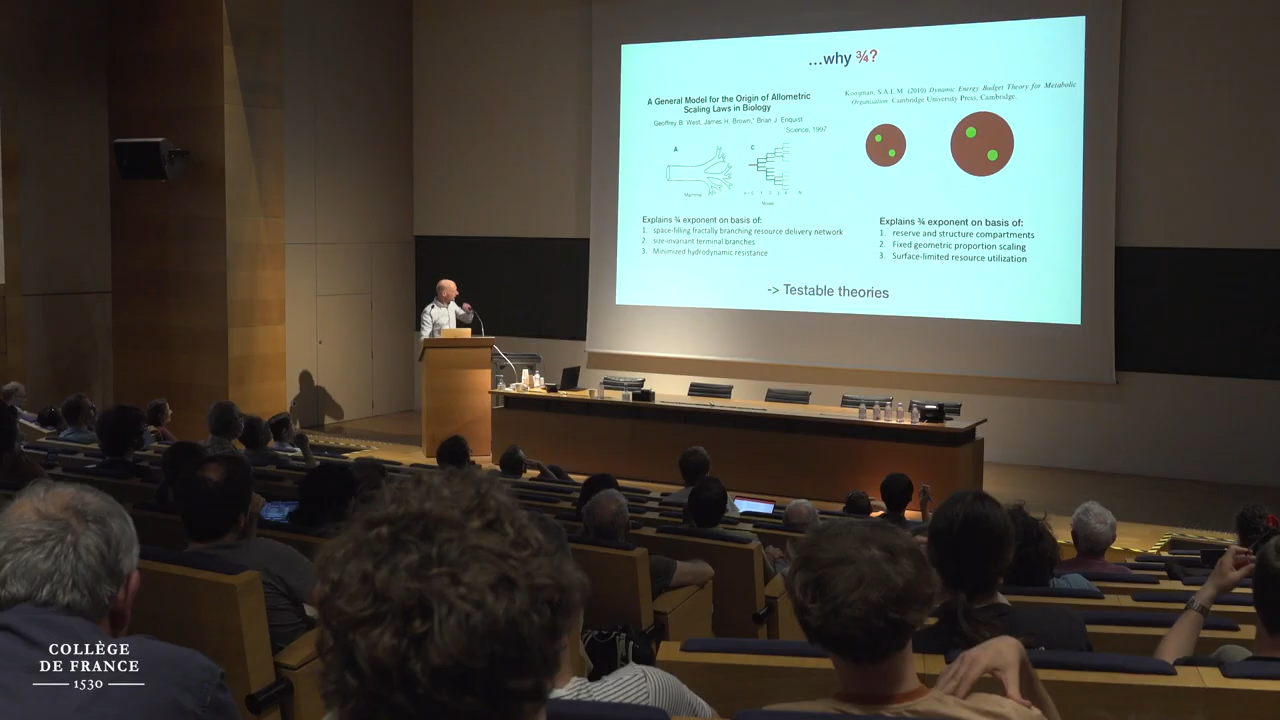 ...why ¾?
A General Model for the Origin of Allometric
Scaling Laws in Biology
Geoffrey B. West, James H. Brown,* Brian J. Enquist
Science, 1997
A
C
Mammal
Model
Explains ¾ exponent on basis of:
1. space-filling fractally branching resource delivery network
2. size-invariant terminal branches
3. Minimized hydrodynamic resistance
Kooijman, S.A.L.M. (2010) Dynamic Energy Budget Theory for Metabolic
Organisation. Cambridge University Press, Cambridge.
Explains ¾ exponent on basis of:
1. reserve and structure compartments
2. Fixed geometric proportion scaling
3. Surface-limited resource utilization
-> Testable theories
COLLÈGE
DE FRANCE
1530